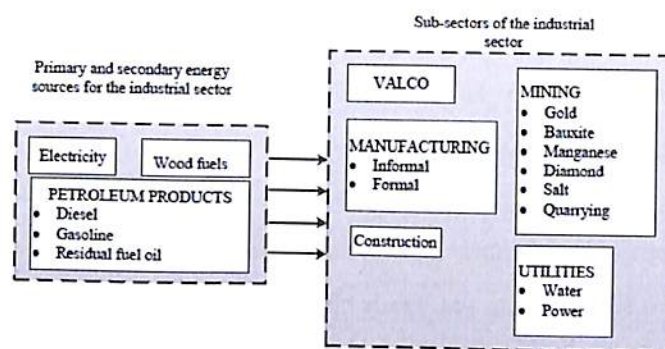 Sub-sectors of the industrial
sector
Primary and secondary energy
sources for the industrial sector
Electricity
Wood fuels
PETROLEUM PRODUCTS
• Diesel
• Gasoline
• Residual fuel oil
VALCO
MANUFACTURING
• Informal
• Formal
Construction
MINING
• Gold
• Bauxite
• Manganese
• Diamond
• Salt
• Quarrying
UTILITIES
• Water
• Power